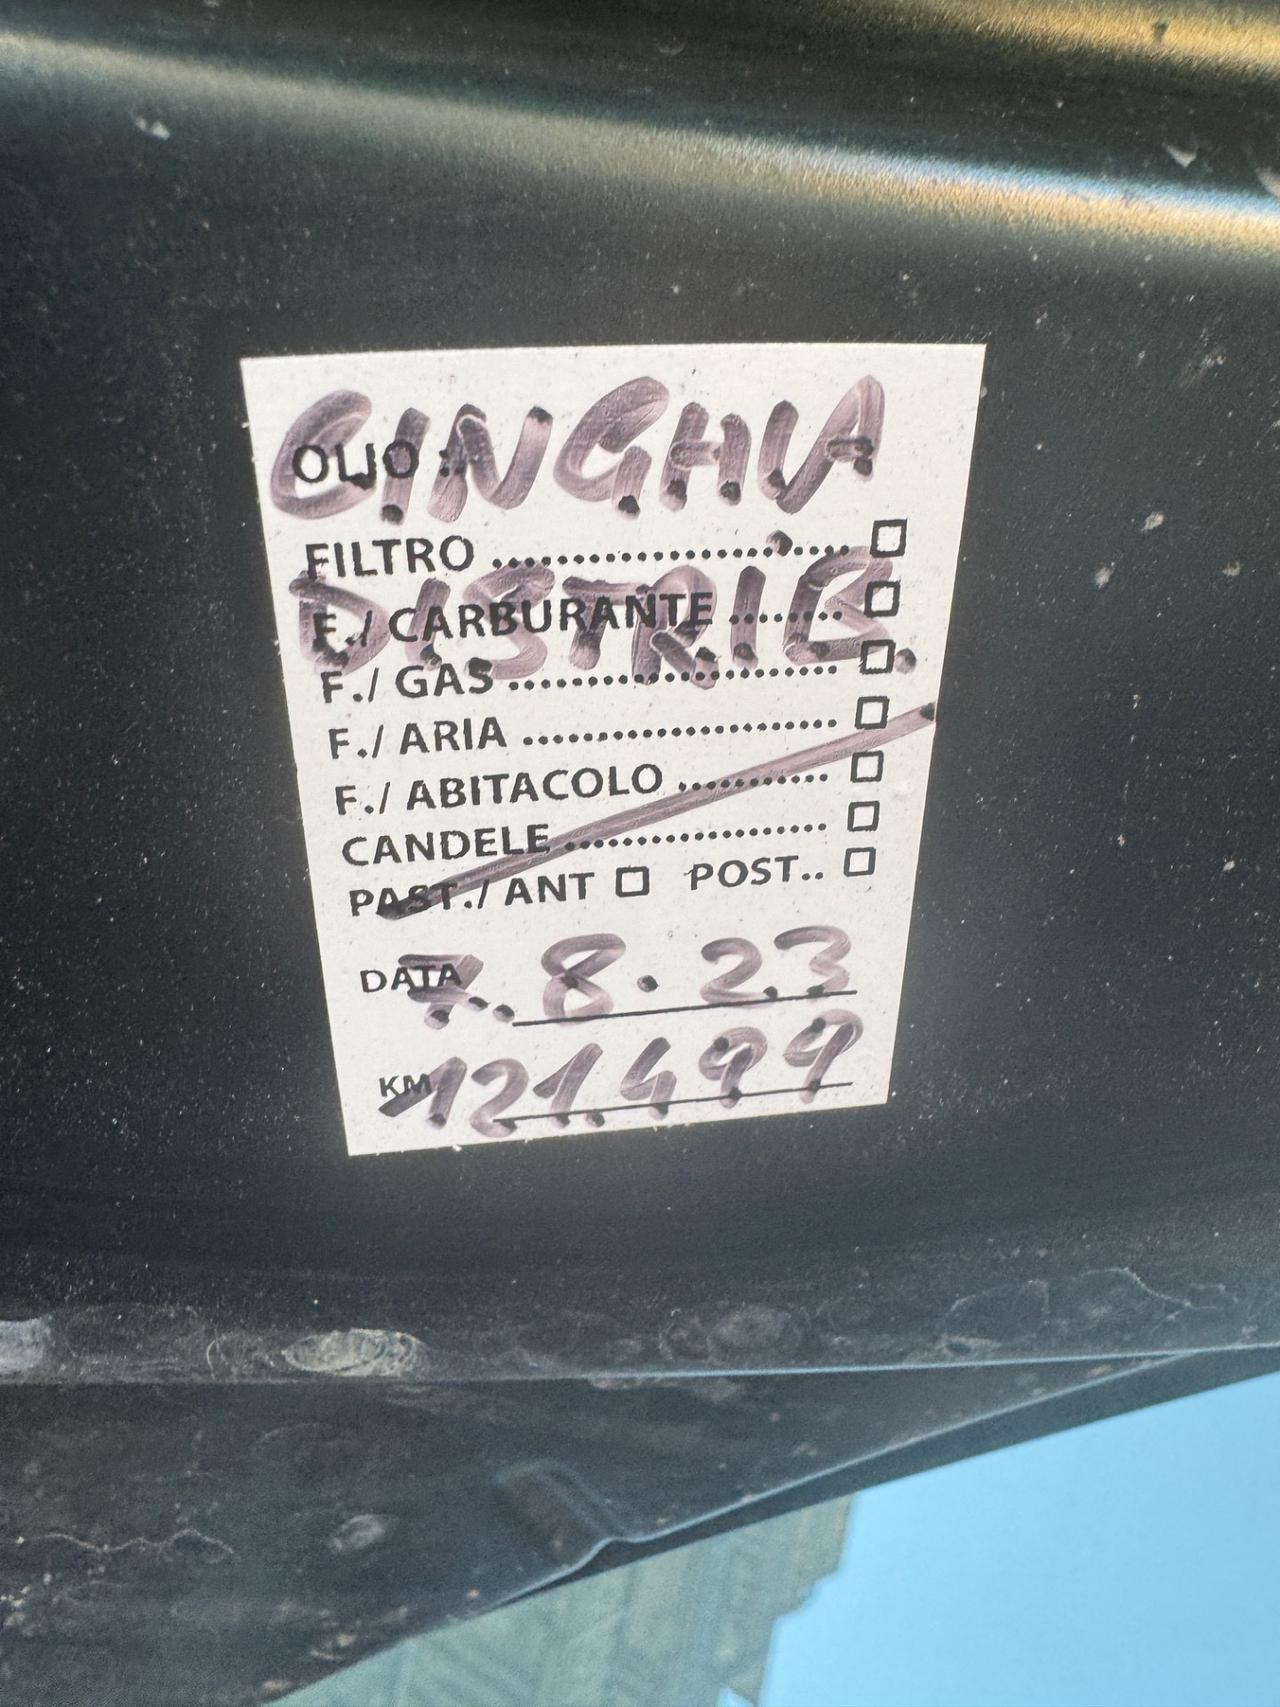 CINGHIA
OLIO :
FILTRO ........................ □
DISTRIB.
F./ CARBURANTE ........ □
F./ GAS ........................ □
F./ ARIA ........................ □
F./ ABITACOLO ........... □
CANDELE .................... □
PAST./ ANT □ POST.. □
DATA 7.8.23
KM 121.499